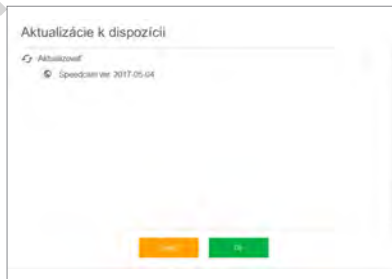 Aktualizácie k dispozícii
Aktualizovať
Speedcam Ver. 2017-05-04
Ok